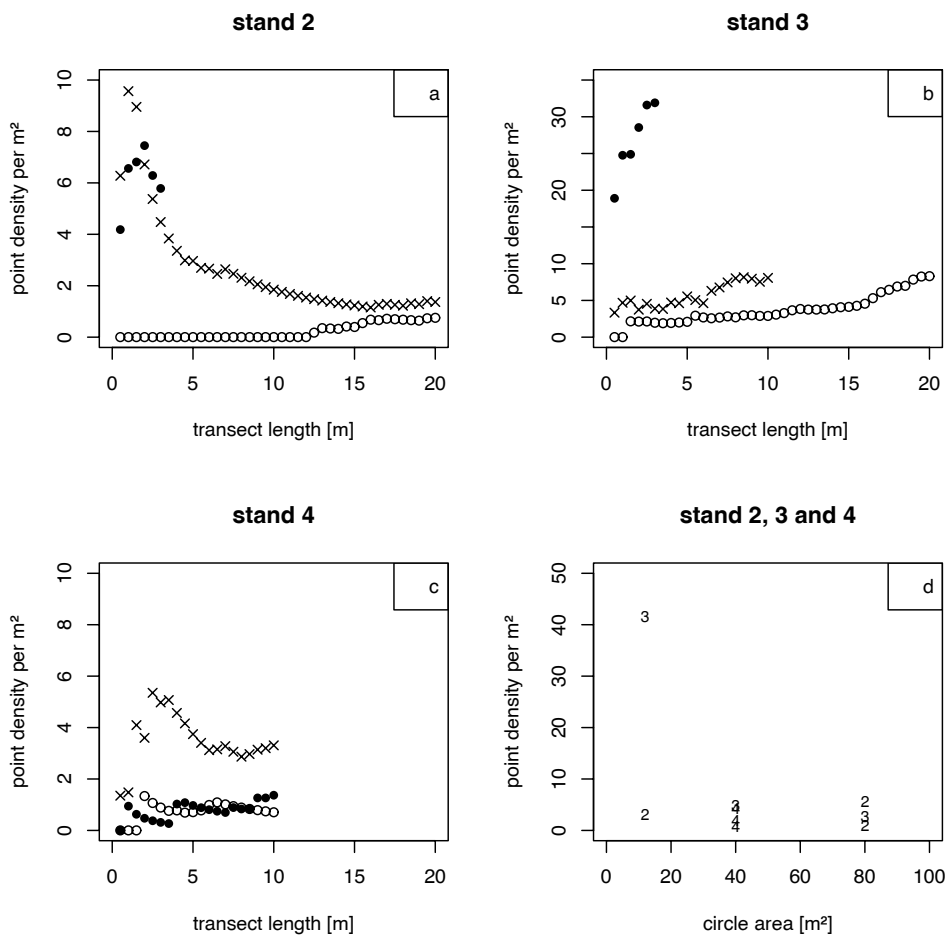 stand 2
point density per m²
10
8
6
4
2
0
a
0 5 10 15 20
transect length [m]
stand 3
point density per m²
30
20
10
5
0
b
0 5 10 15 20
transect length [m]
stand 4
point density per m²
10
8
6
4
2
0
c
0 5 10 15 20
transect length [m]
stand 2, 3 and 4
point density per m²
50
40
30
20
10
0
d
3
2
3
4
2
4
2
3
2
0 20 40 60 80 100
circle area [m²]